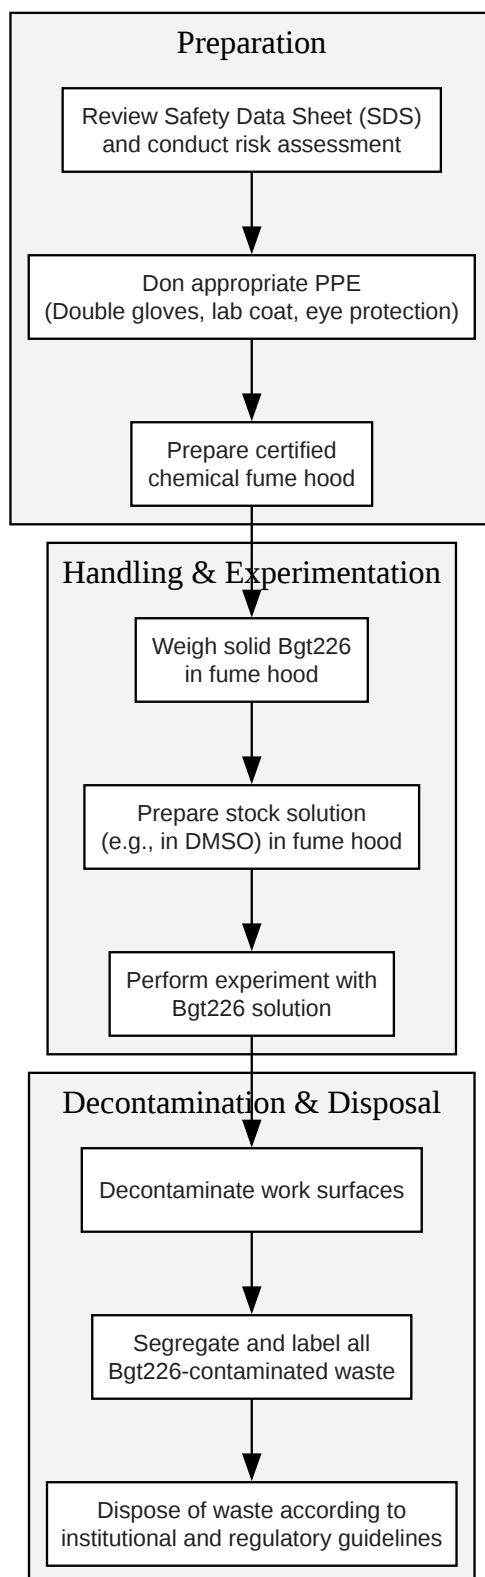 Preparation
Review Safety Data Sheet (SDS)
and conduct risk assessment
Don appropriate PPE
(Double gloves, lab coat, eye protection)
Prepare certified
chemical fume hood
Handling & Experimentation
Weigh solid Bgt226
in fume hood
Prepare stock solution
(e.g., in DMSO) in fume hood
Perform experiment with
Bgt226 solution
Decontamination & Disposal
Decontaminate work surfaces
Segregate and label all
Bgt226-contaminated waste
Dispose of waste according to
institutional and regulatory guidelines